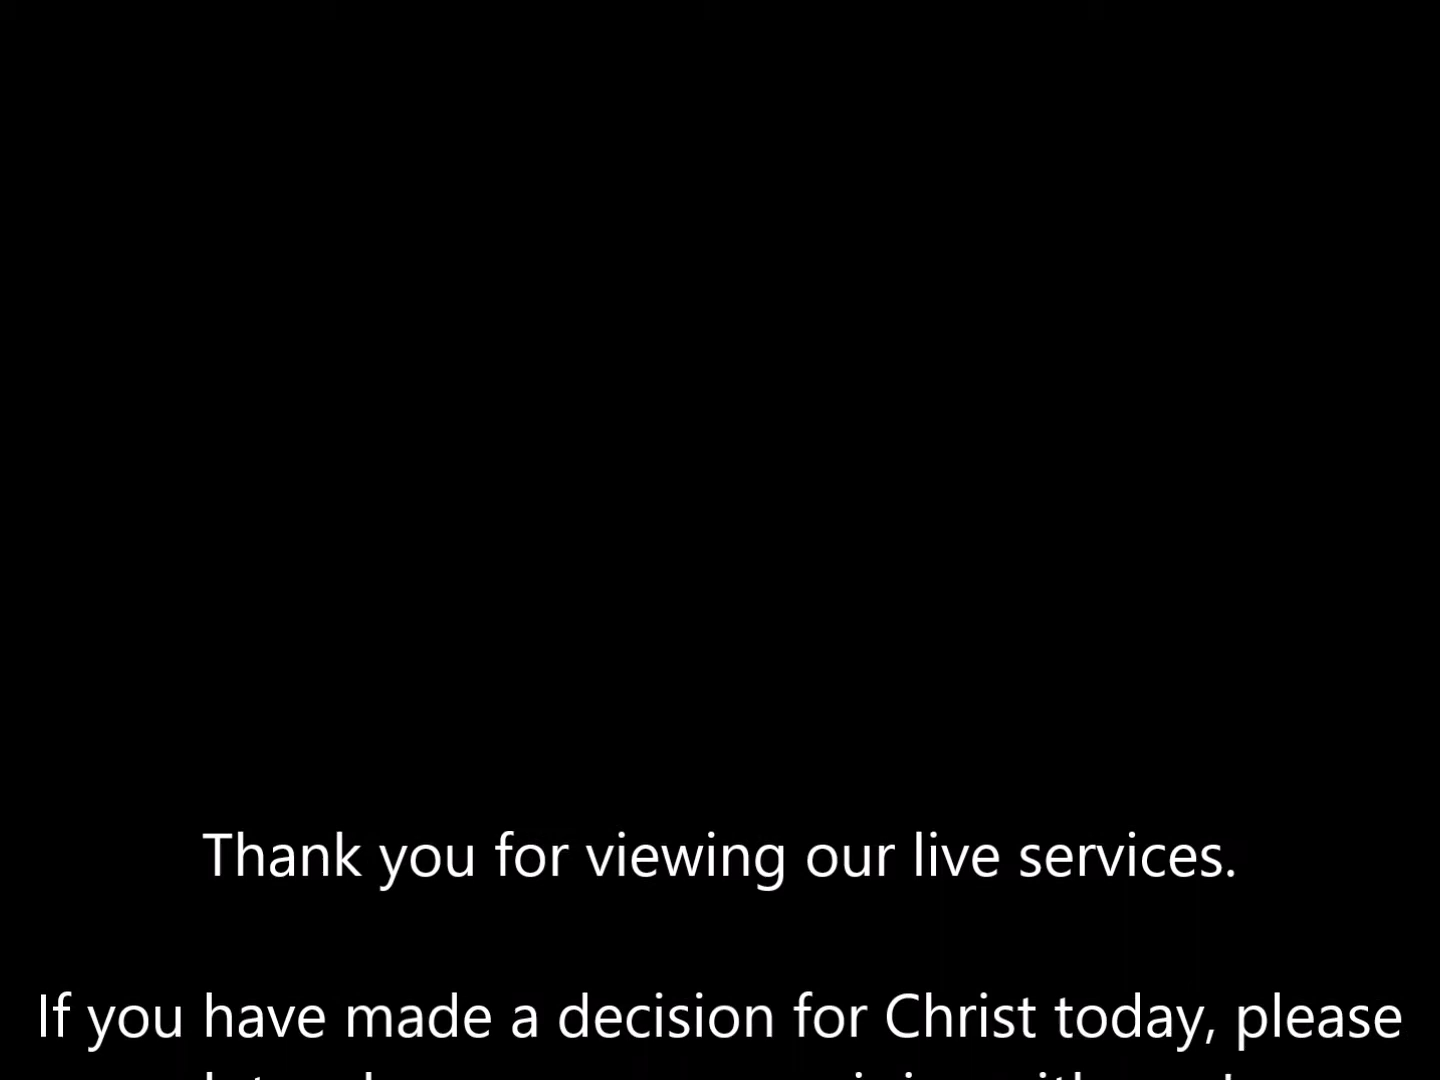 Thank you for viewing our live services.
If you have made a decision for Christ today, please